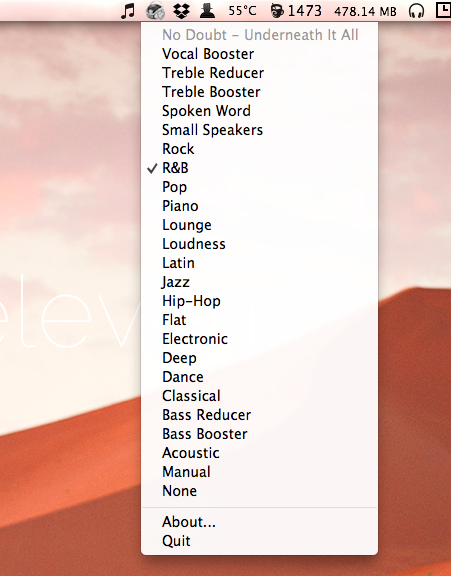 55°C 1473 478.14 MB
No Doubt – Underneath It All
Vocal Booster
Treble Reducer
Treble Booster
Spoken Word
Small Speakers
Rock
R&B
Pop
Piano
Lounge
Loudness
Latin
Jazz
Hip-Hop
Flat
Electronic
Deep
Dance
Classical
Bass Reducer
Bass Booster
Acoustic
Manual
None
About...
Quit